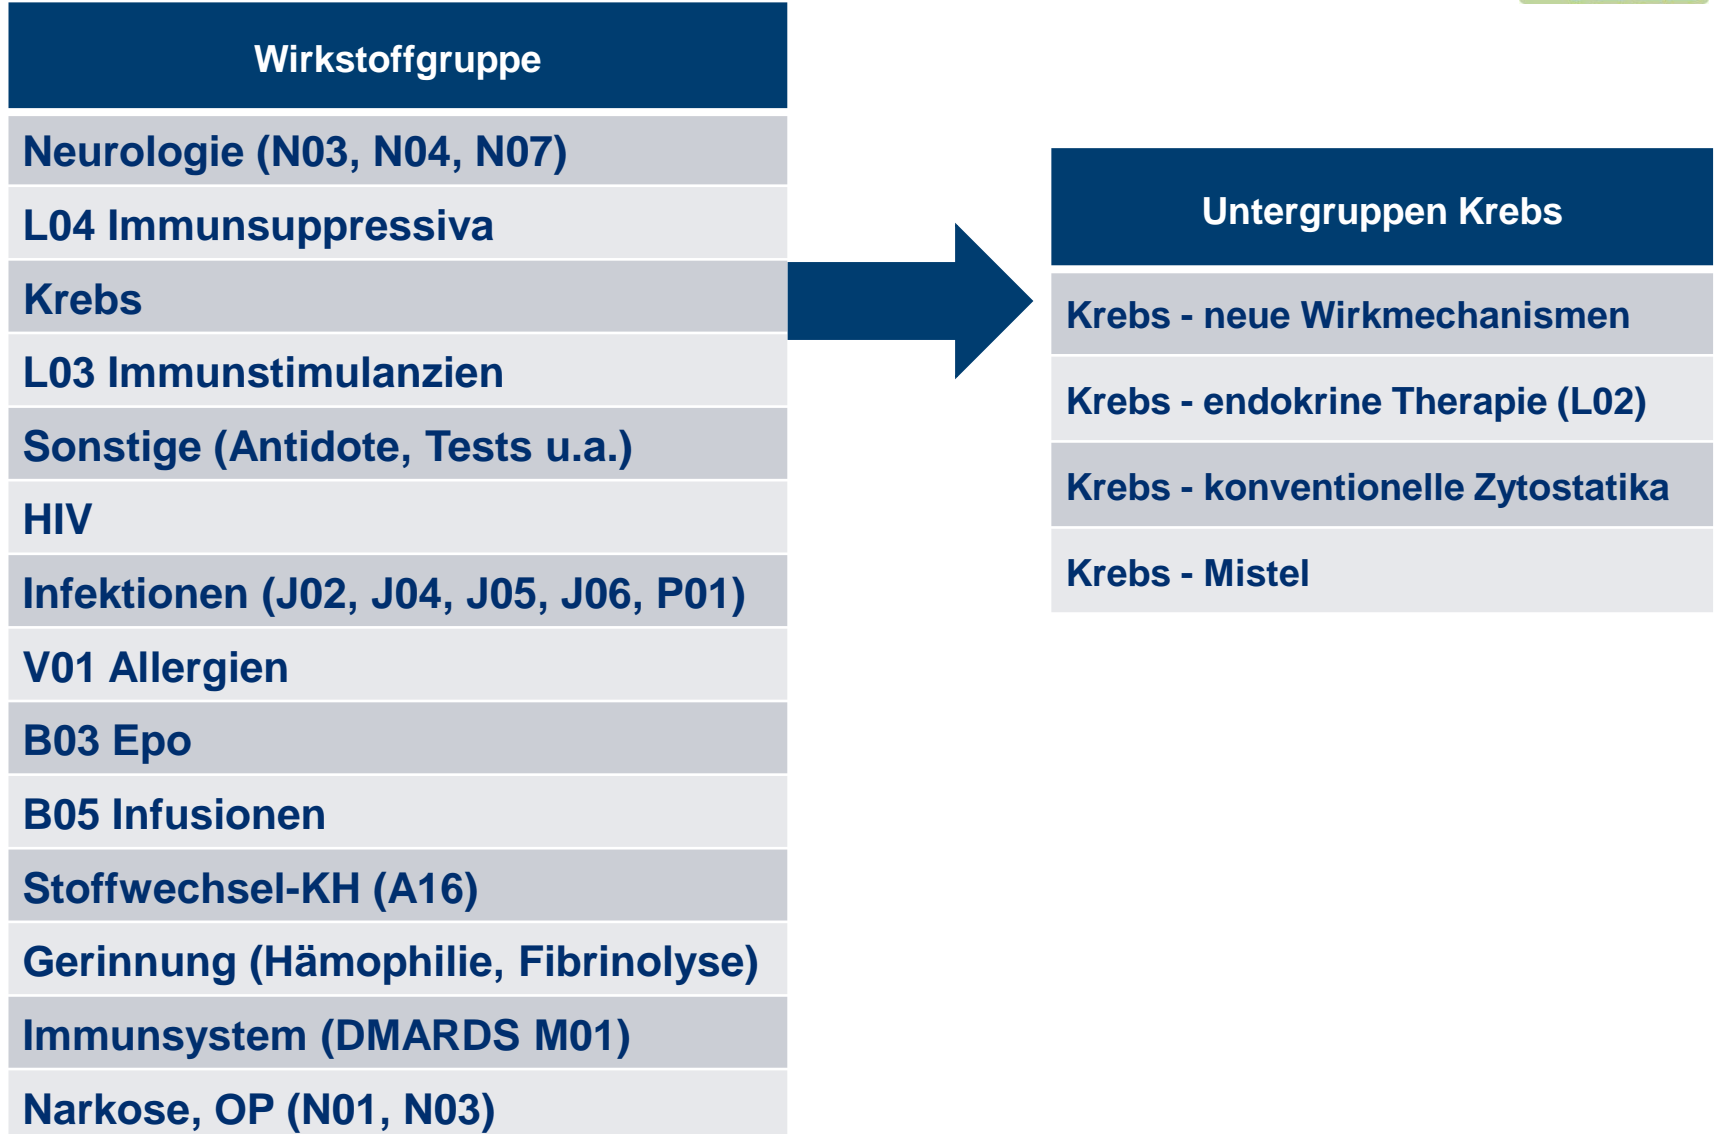 Wirkstoffgruppe
Neurologie (N03, N04, N07)
L04 Immunsuppressiva
Krebs
L03 Immunstimulanzien
Sonstige (Antidote, Tests u.a.)
HIV
Infektionen (J02, J04, J05, J06, P01)
V01 Allergien
B03 Epo
B05 Infusionen
Stoffwechsel-KH (A16)
Gerinnung (Hämophilie, Fibrinolyse)
Immunsystem (DMARDS M01)
Narkose, OP (N01, N03)
Untergruppen Krebs
Krebs - neue Wirkmechanismen
Krebs - endokrine Therapie (L02)
Krebs - konventionelle Zytostatika
Krebs - Mistel